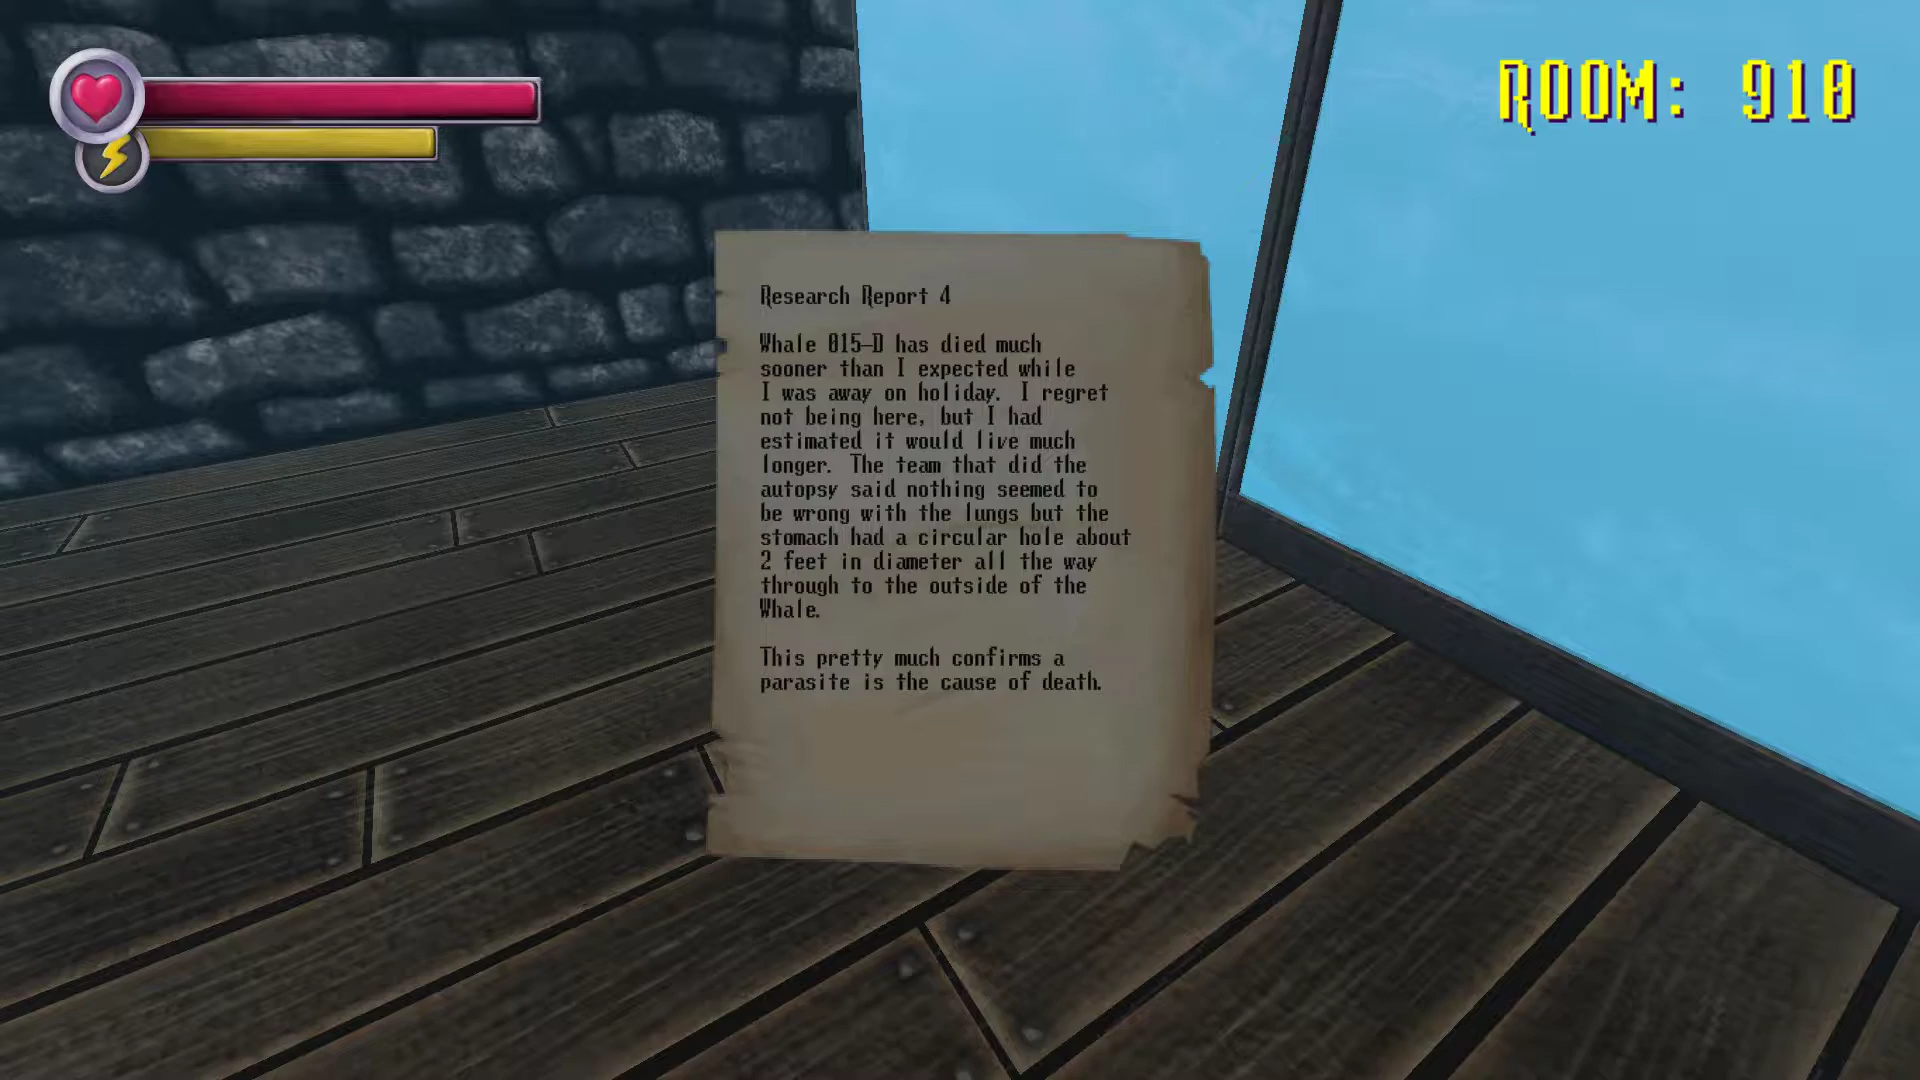 ROOM: 910
Research Report 4
Whale 015-D has died much
sooner than I expected while
I was away on holiday.  I regret
not being here, but I had
estimated it would live much
longer.  The team that did the
autopsy said nothing seemed to
be wrong with the lungs but the
stomach had a circular hole about
2 feet in diameter all the way
through to the outside of the
Whale.
This pretty much confirms a
parasite is the cause of death.